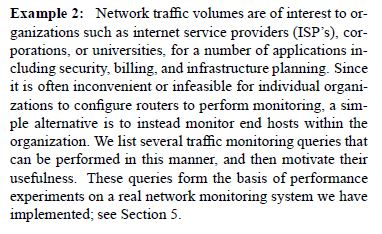 Example 2: Network traffic volumes are of interest to or-
ganizations such as internet service providers (ISP's), cor-
porations, or universities, for a number of applications in-
cluding security, billing, and infrastructure planning. Since
it is often inconvenient or infeasible for individual organi-
zations to configure routers to perform monitoring, a sim-
ple alternative is to instead monitor end hosts within the
organization. We list several traffic monitoring queries that
can be performed in this manner, and then motivate their
usefulness. These queries form the basis of performance
experiments on a real network monitoring system we have
implemented; see Section 5.